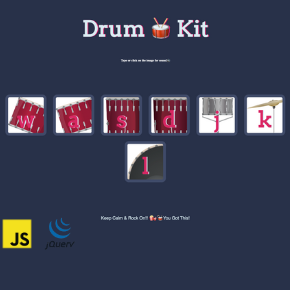 Drum 🥁 Kit
Type or click on the image for sound!!
w a s d j k
l
Keep Calm & Rock On!! 🥁 You Got This!
JS
jQuery